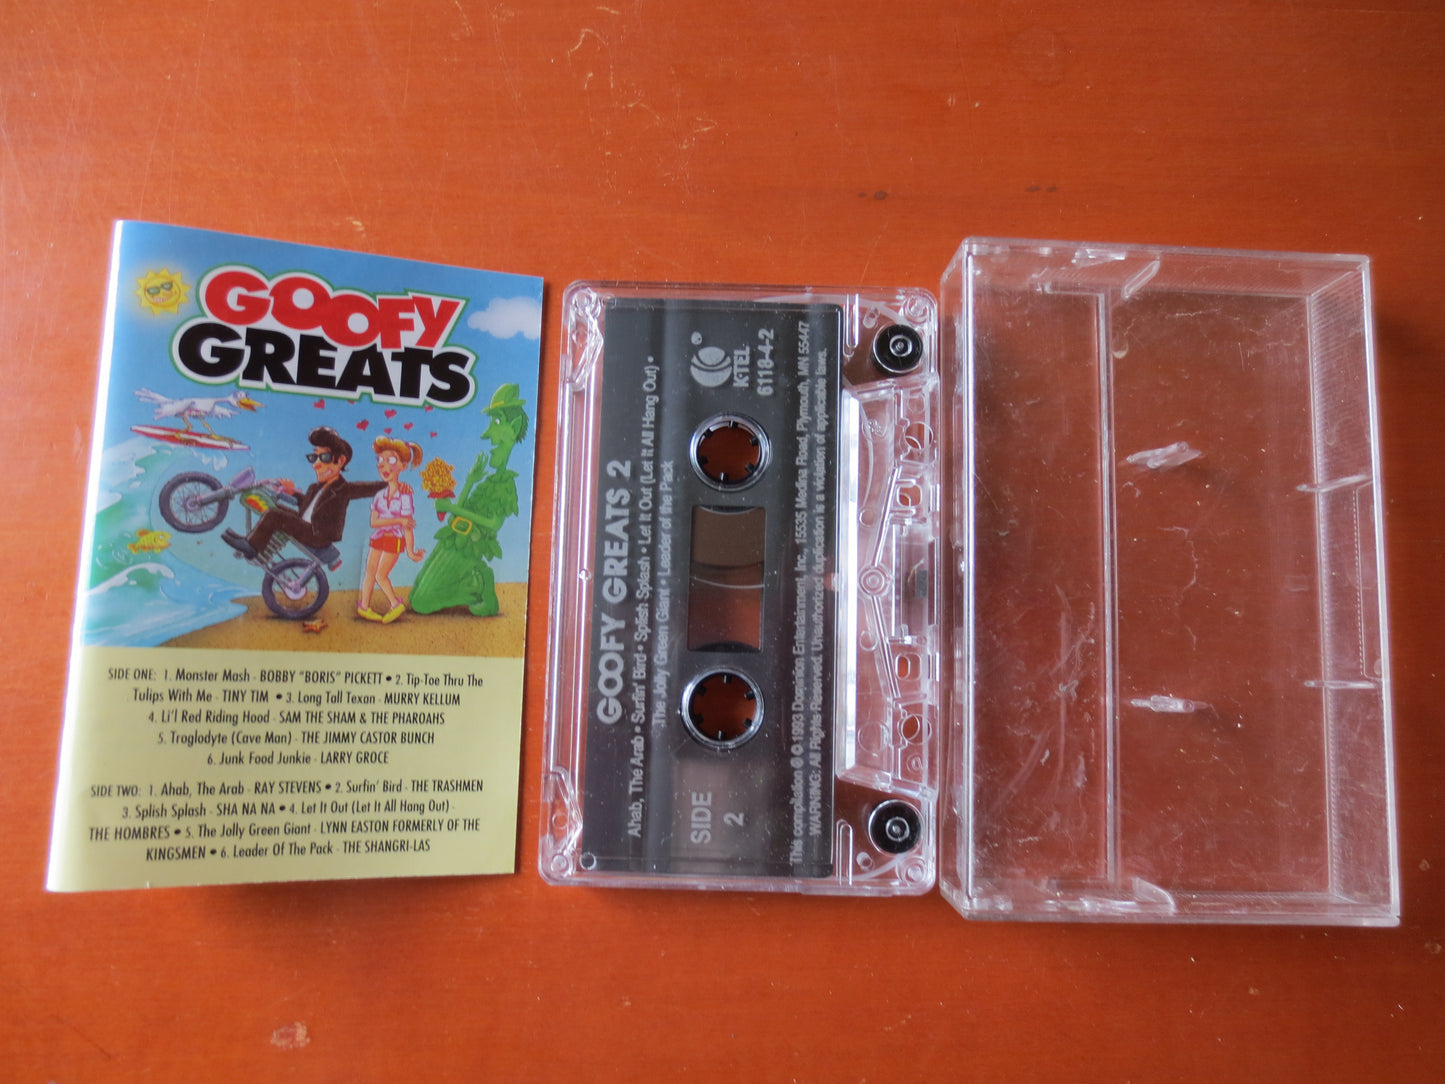 GOOFY
GREATS
SIDE ONE: 1. Monster Mash - BOBBY "BORIS" PICKETT • 2. Tip-Toe Thru The
Tulips With Me - TINY TIM • 3. Long Tall Texan - MURRY KELLUM
4. Li'l Red Riding Hood - SAM THE SHAM & THE PHAROAHS
5. Troglodyte (Cave Man) - THE JIMMY CASTOR BUNCH
6. Junk Food Junkie - LARRY GROCE
SIDE TWO: 1. Ahab, The Arab - RAY STEVENS • 2. Surfin' Bird - THE TRASHMEN
3. Splish Splash - SHA NA NA • 4. Let It Out (Let It All Hang Out) -
THE HOMBRES • 5. The Jolly Green Giant - LYNN EASTON FORMERLY OF THE
KINGSMEN • 6. Leader Of The Pack - THE SHANGRI-LAS
GOOFY GREATS 2
Ahab, The Arab • Surfin' Bird • Splish Splash • Let It Out (Let It All Hang Out) •
The Jolly Green Giant • Leader of the Pack
SIDE
2
®
K-TEL
6118-4-2
This compilation ℗ © 1993 Dominion Entertainment, Inc., 15535 Medina Road, Plymouth, MN 55447
WARNING: All Rights Reserved. Unauthorized duplication is a violation of applicable laws.